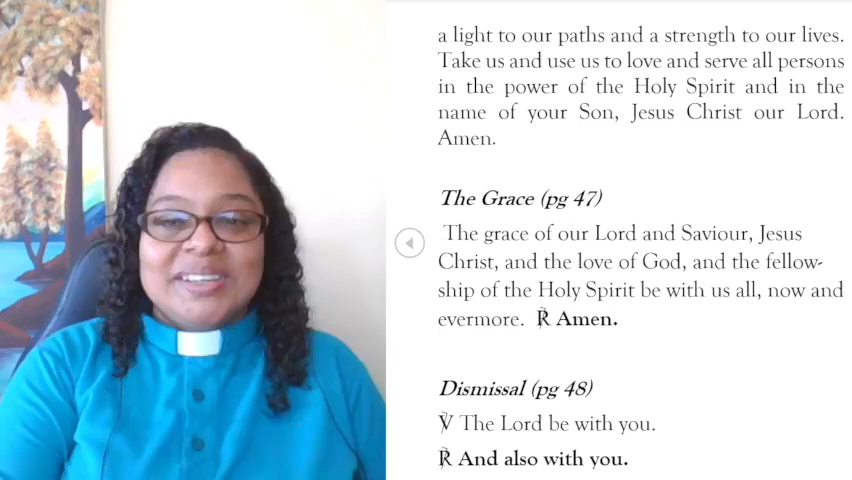 a light to our paths and a strength to our lives.
Take us and use us to love and serve all persons
in the power of the Holy Spirit and in the
name of your Son, Jesus Christ our Lord.
Amen.
The Grace (pg 47)
The grace of our Lord and Saviour, Jesus
Christ, and the love of God, and the fellow-
ship of the Holy Spirit be with us all, now and
evermore. ℟ Amen.
Dismissal (pg 48)
℣ The Lord be with you.
℟ And also with you.